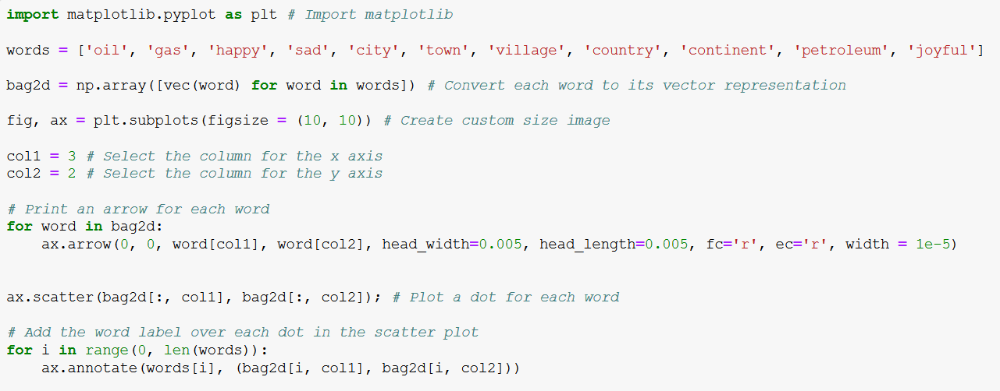 import matplotlib.pyplot as plt # Import matplotlib
words = ['oil', 'gas', 'happy', 'sad', 'city', 'town', 'village', 'country', 'continent', 'petroleum', 'joyful']
bag2d = np.array([vec(word) for word in words]) # Convert each word to its vector representation
fig, ax = plt.subplots(figsize = (10, 10)) # Create custom size image
col1 = 3 # Select the column for the x axis
col2 = 2 # Select the column for the y axis
# Print an arrow for each word
for word in bag2d:
    ax.arrow(0, 0, word[col1], word[col2], head_width=0.005, head_length=0.005, fc='r', ec='r', width = 1e-5)
ax.scatter(bag2d[:, col1], bag2d[:, col2]); # Plot a dot for each word
# Add the word label over each dot in the scatter plot
for i in range(0, len(words)):
    ax.annotate(words[i], (bag2d[i, col1], bag2d[i, col2]))